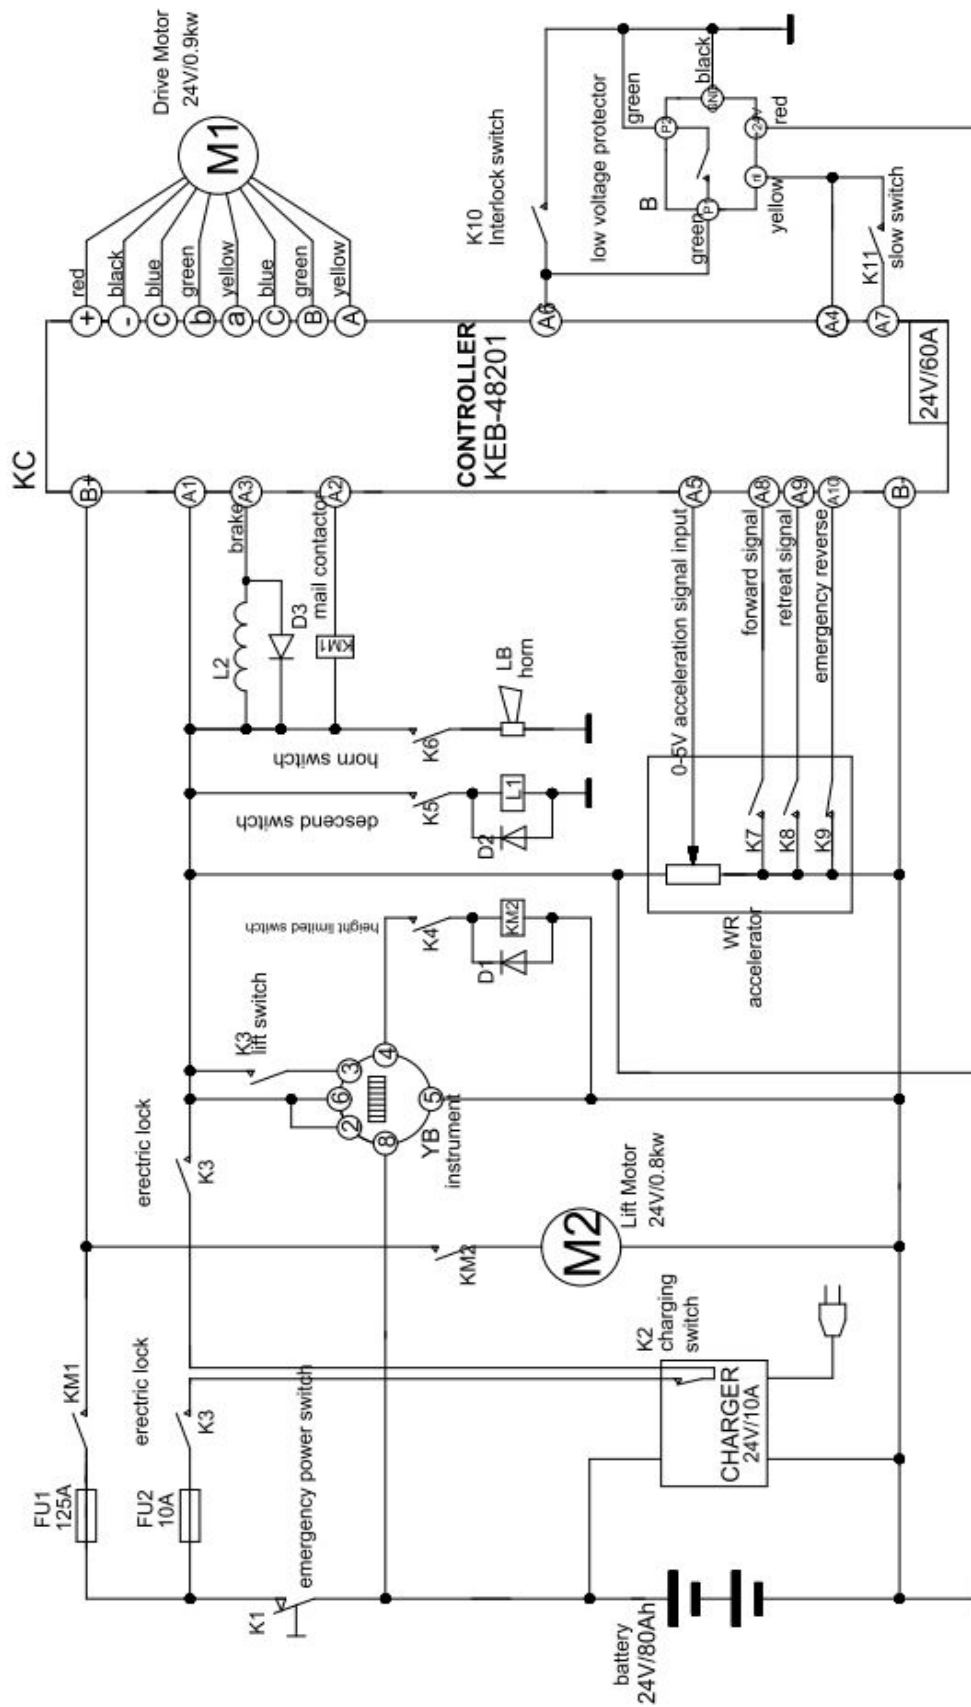 KC
Drive Motor
24V/0.9kw
M1
red
black
blue
green
yellow
blue
green
yellow
+
-
c
b
a
C
B
A
K10
Interlock switch
low voltage protector
green
black
GND
P2
24V
red
B
P1
green
yellow
K11
slow switch
A6
A4
A7
CONTROLLER
KEB-48201
24V/60A
B+
A1
A3
A2
A5
A8
A9
A10
B-
brake
L2
D3
mail contactor
KM1
0-5V acceleration signal input
forward signal
retreat signal
emergency reverse
horn switch
K6
LB
horn
descend switch
K5
L1
D2
K7
K8
K9
WR
accelerator
height limited switch
K4
KM2
D1
K3
lift switch
3
4
6
2
8
5
YB
instrument
erectric lock
K3
KM2
M2
Lift Motor
24V/0.8kw
K2
charging
switch
KM1
erectric lock
K3
CHARGER
24V/10A
FU1
125A
FU2
10A
emergency power switch
K1
battery
24V/80Ah